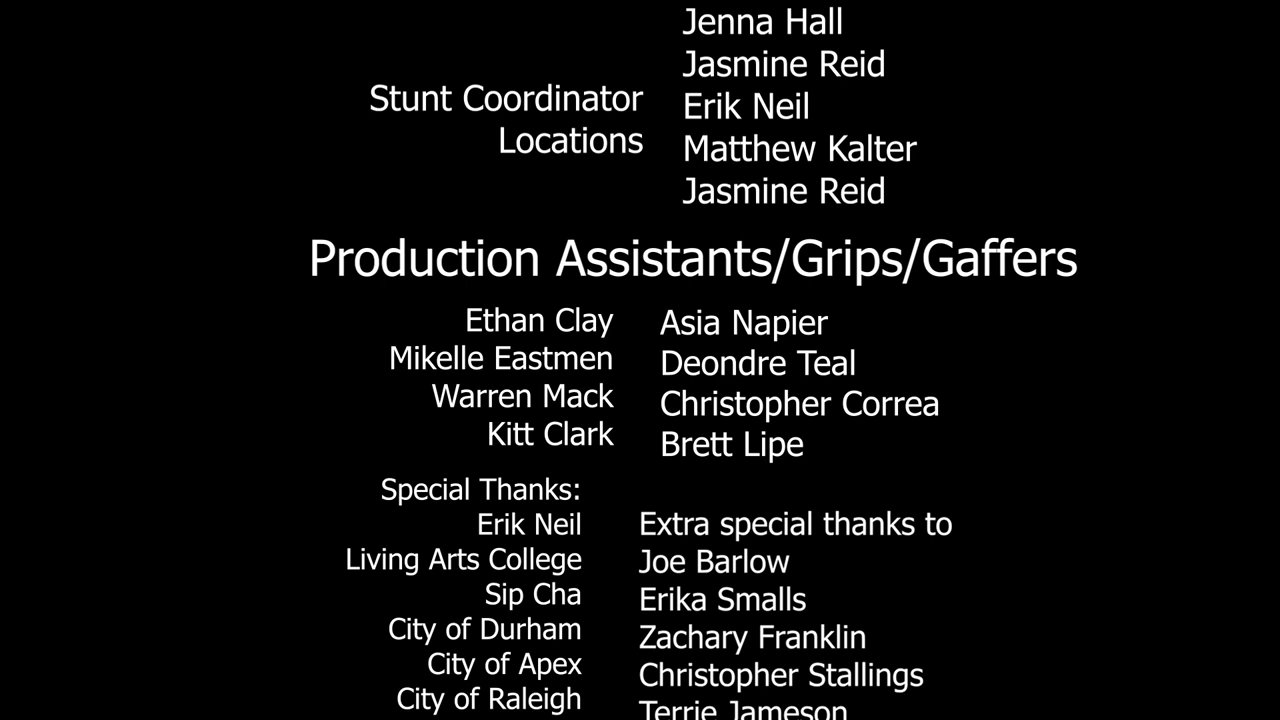 Jenna Hall
Jasmine Reid
Stunt Coordinator
Erik Neil
Locations
Matthew Kalter
Jasmine Reid
Production Assistants/Grips/Gaffers
Ethan Clay
Asia Napier
Mikelle Eastmen
Deondre Teal
Warren Mack
Christopher Correa
Kitt Clark
Brett Lipe
Special Thanks:
Erik Neil
Extra special thanks to
Living Arts College
Joe Barlow
Sip Cha
Erika Smalls
City of Durham
Zachary Franklin
City of Apex
Christopher Stallings
City of Raleigh
Terrie Jameson